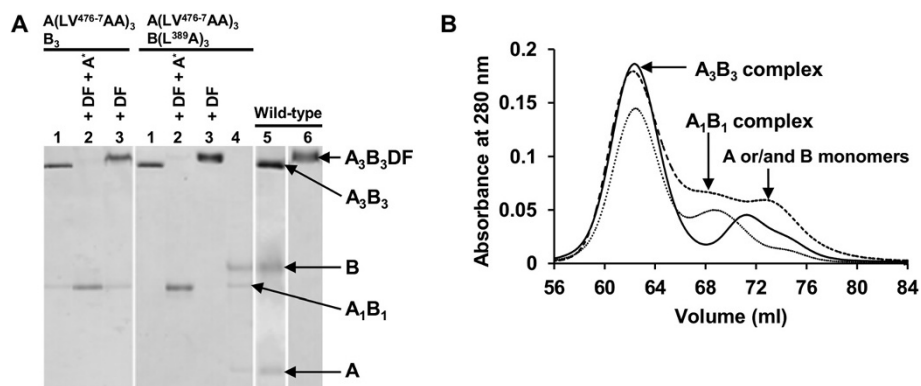 A
A(LV⁴⁷⁶⁻⁷AA)₃
B₃
A(LV⁴⁷⁶⁻⁷AA)₃
B(L³⁸⁹A)₃
+ DF + A*
+ DF
+ DF + A*
+ DF
Wild-type
1 2 3 1 2 3 4 5 6
A₃B₃DF
A₃B₃
B
A₁B₁
A
B
Absorbance at 280 nm
0.2
0.15
0.1
0.05
0
A₃B₃ complex
A₁B₁ complex
A or/and B monomers
56 60 64 68 72 76 80 84
Volume (ml)